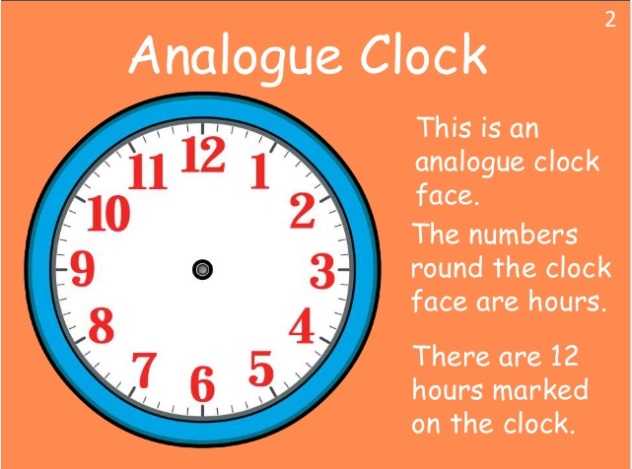 2
Analogue Clock
This is an
analogue clock
face.
The numbers
round the clock
face are hours.
There are 12
hours marked
on the clock.
12
1
2
3
4
5
6
7
8
9
10
11